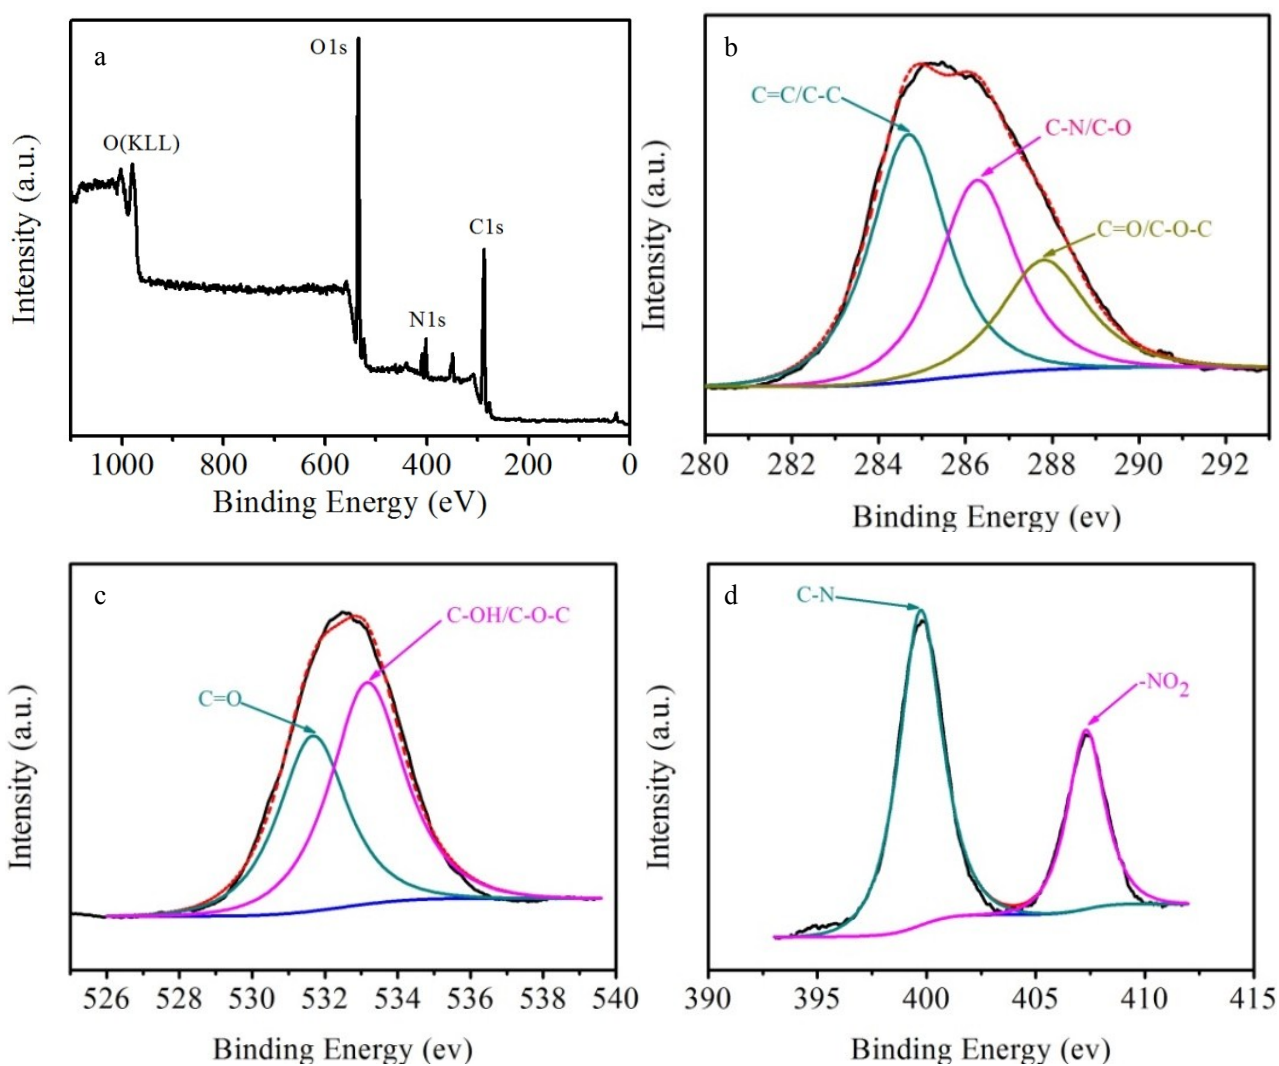 a
O1s
O(KLL)
C1s
N1s
Intensity (a.u.)
1000 800 600 400 200 0
Binding Energy (eV)
b
C=C/C-C
C-N/C-O
C=O/C-O-C
Intensity (a.u.)
280 282 284 286 288 290 292
Binding Energy (ev)
c
C-OH/C-O-C
C=O
Intensity (a.u.)
526 528 530 532 534 536 538 540
Binding Energy (ev)
d
C-N
-NO2
Intensity (a.u.)
390 395 400 405 410 415
Binding Energy (ev)